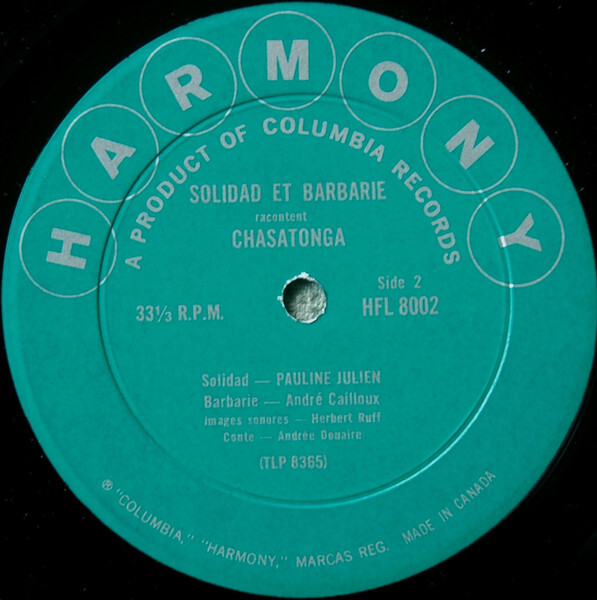 HARMONY
A PRODUCT OF COLUMBIA RECORDS
SOLIDAD ET BARBARIE
racontent
CHASATONGA
Side 2
33⅓ R.P.M.
HFL 8002
Solidad — PAULINE JULIEN
Barbarie — André Cailloux
Images sonores — Herbert Ruff
Conte — Andrée Douaire
(TLP 8365)
® "COLUMBIA," "HARMONY," MARCAS REG. MADE IN CANADA